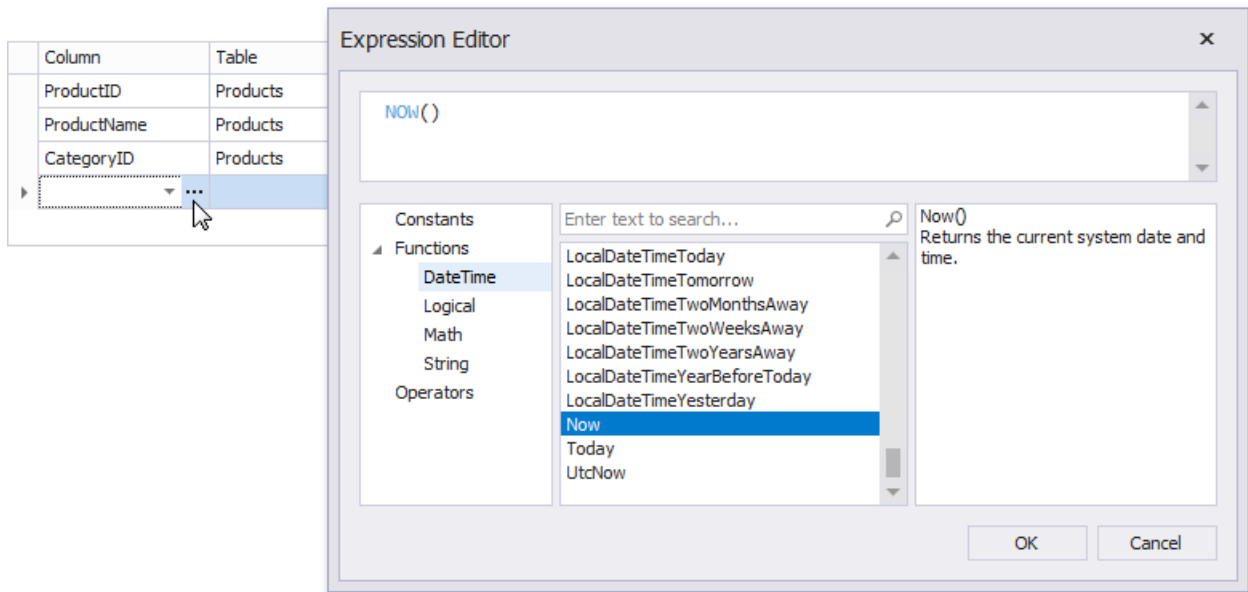 Column Table
ProductID Products
ProductName Products
CategoryID Products
...
Expression Editor
NOW()
Constants
Functions
DateTime
Logical
Math
String
Operators
Enter text to search...
LocalDateTimeToday
LocalDateTimeTomorrow
LocalDateTimeTwoMonthsAway
LocalDateTimeTwoWeeksAway
LocalDateTimeTwoYearsAway
LocalDateTimeYearBeforeToday
LocalDateTimeYesterday
Now
Today
UtcNow
Now()
Returns the current system date and
time.
OK Cancel